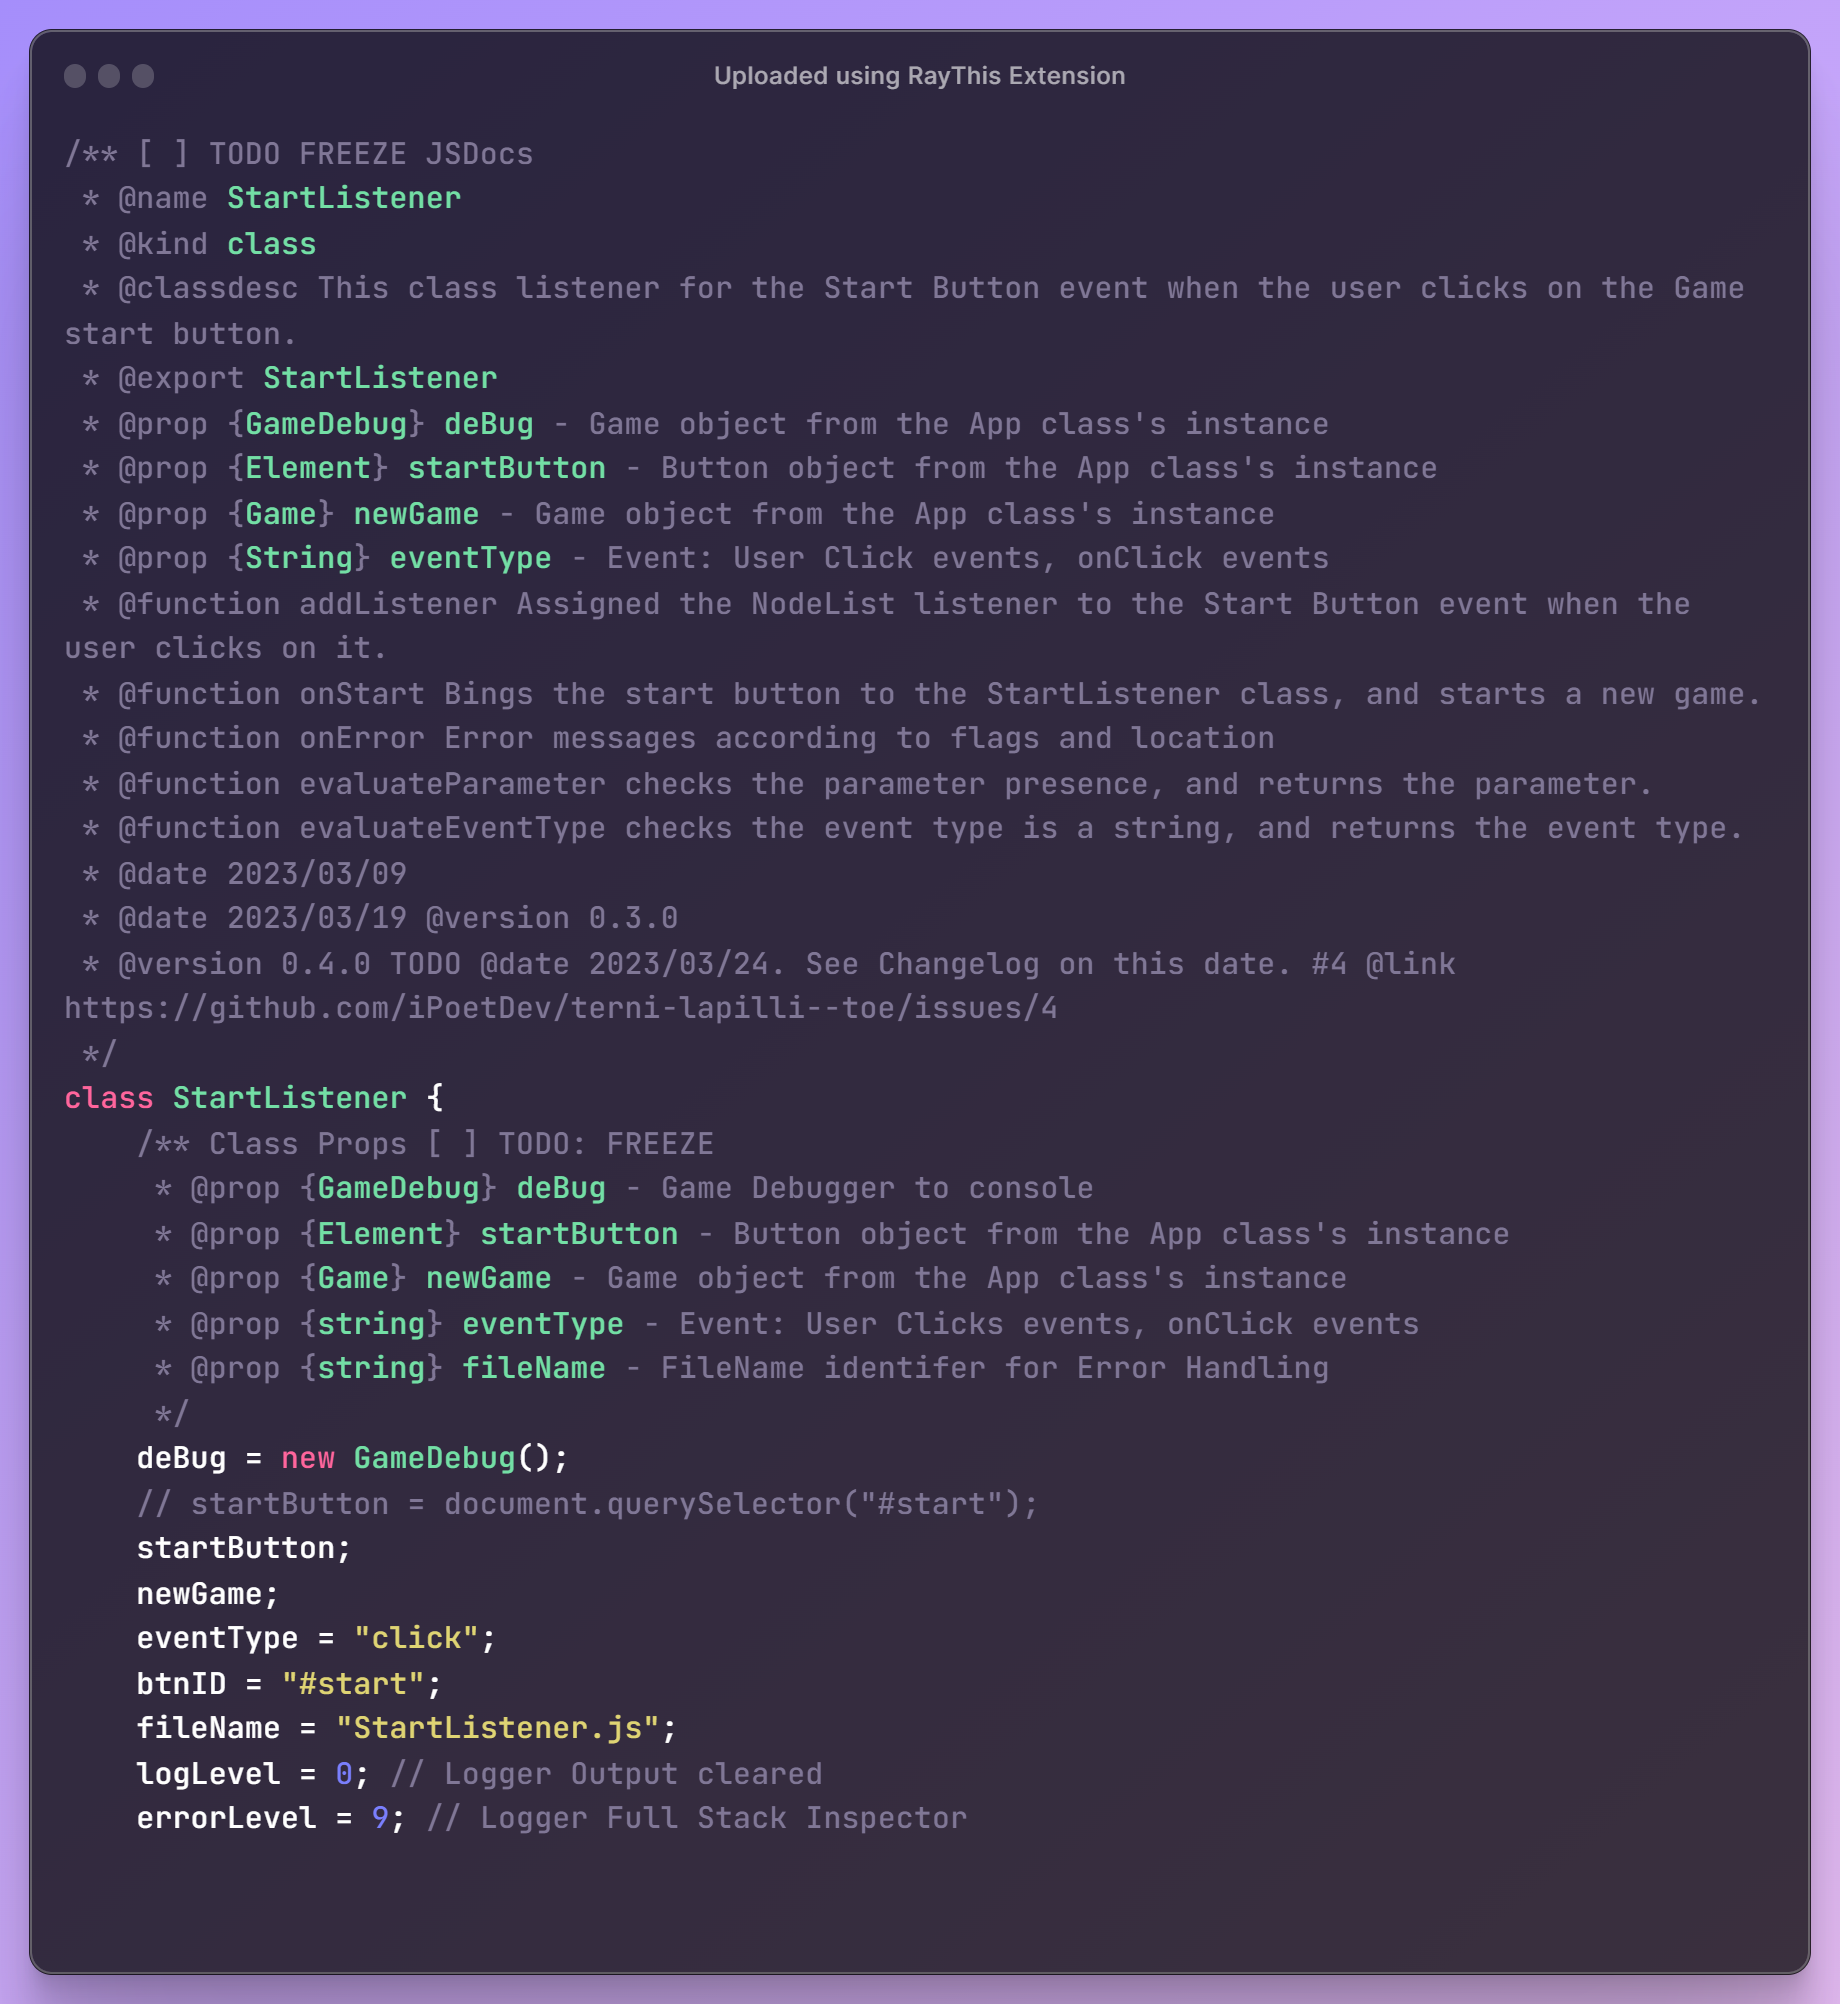 Uploaded using RayThis Extension
/** [ ] TODO FREEZE JSDocs
 * @name StartListener
 * @kind class
 * @classdesc This class listener for the Start Button event when the user clicks on the Game
start button.
 * @export StartListener
 * @prop {GameDebug} deBug - Game object from the App class's instance
 * @prop {Element} startButton - Button object from the App class's instance
 * @prop {Game} newGame - Game object from the App class's instance
 * @prop {String} eventType - Event: User Click events, onClick events
 * @function addListener Assigned the NodeList listener to the Start Button event when the
user clicks on it.
 * @function onStart Bings the start button to the StartListener class, and starts a new game.
 * @function onError Error messages according to flags and location
 * @function evaluateParameter checks the parameter presence, and returns the parameter.
 * @function evaluateEventType checks the event type is a string, and returns the event type.
 * @date 2023/03/09
 * @date 2023/03/19 @version 0.3.0
 * @version 0.4.0 TODO @date 2023/03/24. See Changelog on this date. #4 @link
https://github.com/iPoetDev/terni-lapilli--toe/issues/4
 */
class StartListener {
    /** Class Props [ ] TODO: FREEZE
     * @prop {GameDebug} deBug - Game Debugger to console
     * @prop {Element} startButton - Button object from the App class's instance
     * @prop {Game} newGame - Game object from the App class's instance
     * @prop {string} eventType - Event: User Clicks events, onClick events
     * @prop {string} fileName - FileName identifer for Error Handling
     */
    deBug = new GameDebug();
    // startButton = document.querySelector("#start");
    startButton;
    newGame;
    eventType = "click";
    btnID = "#start";
    fileName = "StartListener.js";
    logLevel = 0; // Logger Output cleared
    errorLevel = 9; // Logger Full Stack Inspector